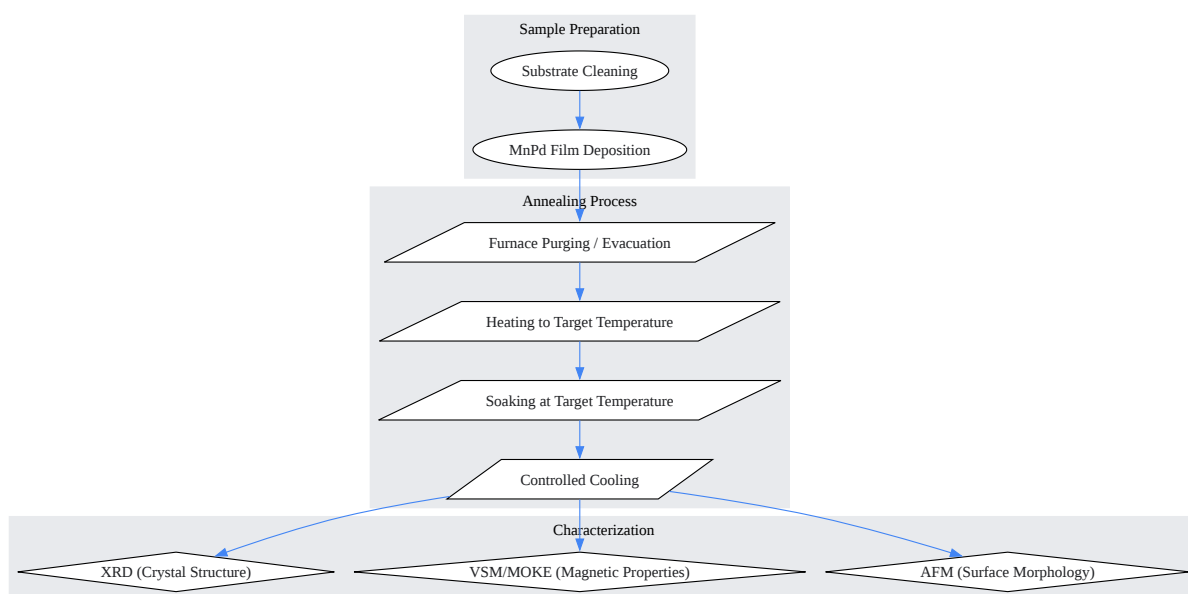 Sample Preparation
Substrate Cleaning
MnPd Film Deposition
Annealing Process
Furnace Purging / Evacuation
Heating to Target Temperature
Soaking at Target Temperature
Controlled Cooling
Characterization
XRD (Crystal Structure)
VSM/MOKE (Magnetic Properties)
AFM (Surface Morphology)